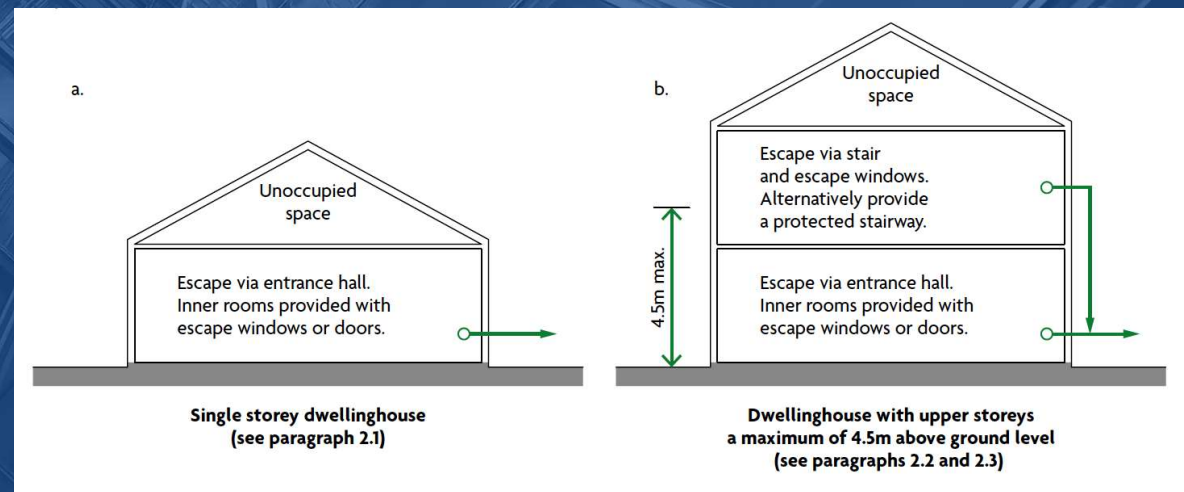 a.
Unoccupied
space
Escape via entrance hall.
Inner rooms provided with
escape windows or doors.
Single storey dwellinghouse
(see paragraph 2.1)
b.
Unoccupied
space
Escape via stair
and escape windows.
Alternatively provide
a protected stairway.
4.5m max.
Escape via entrance hall.
Inner rooms provided with
escape windows or doors.
Dwellinghouse with upper storeys
a maximum of 4.5m above ground level
(see paragraphs 2.2 and 2.3)